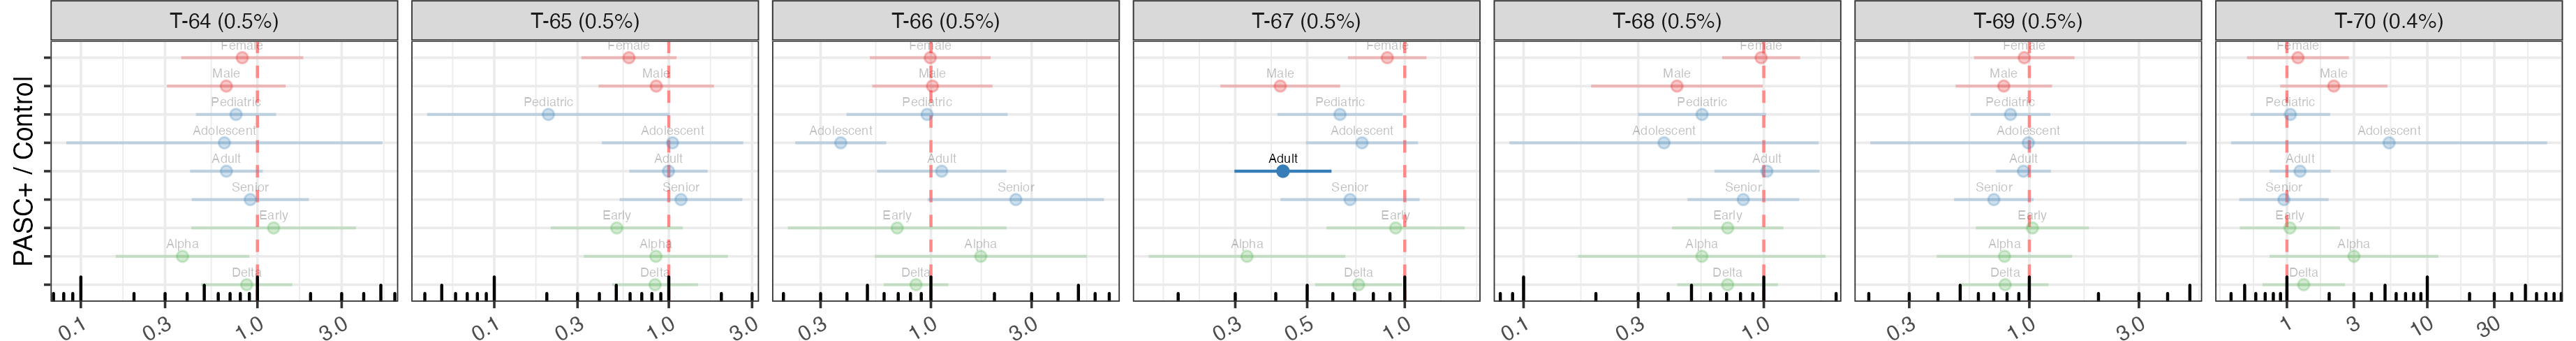 T-64 (0.5%)
T-65 (0.5%)
T-66 (0.5%)
T-67 (0.5%)
T-68 (0.5%)
T-69 (0.5%)
T-70 (0.4%)
PASC+ / Control
Female
Male
Pediatric
Adolescent
Adult
Senior
Early
Alpha
Delta
0.1
0.3
1.0
3.0
Female
Male
Pediatric
Adolescent
Adult
Senior
Early
Alpha
Delta
0.1
0.3
1.0
3.0
Female
Male
Pediatric
Adolescent
Adult
Senior
Early
Alpha
Delta
0.3
1.0
3.0
Female
Male
Pediatric
Adolescent
Adult
Senior
Early
Alpha
Delta
0.3
0.5
1.0
Female
Male
Pediatric
Adolescent
Adult
Senior
Early
Alpha
Delta
0.1
0.3
1.0
Female
Male
Pediatric
Adolescent
Adult
Senior
Early
Alpha
Delta
0.3
1.0
3.0
Female
Male
Pediatric
Adolescent
Adult
Senior
Early
Alpha
Delta
1
3
10
30